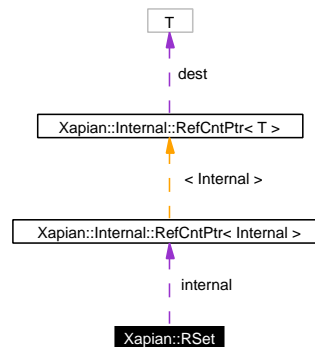 T
dest
Xapian::Internal::RefCntPtr< T >
< Internal >
Xapian::Internal::RefCntPtr< Internal >
internal
Xapian::RSet